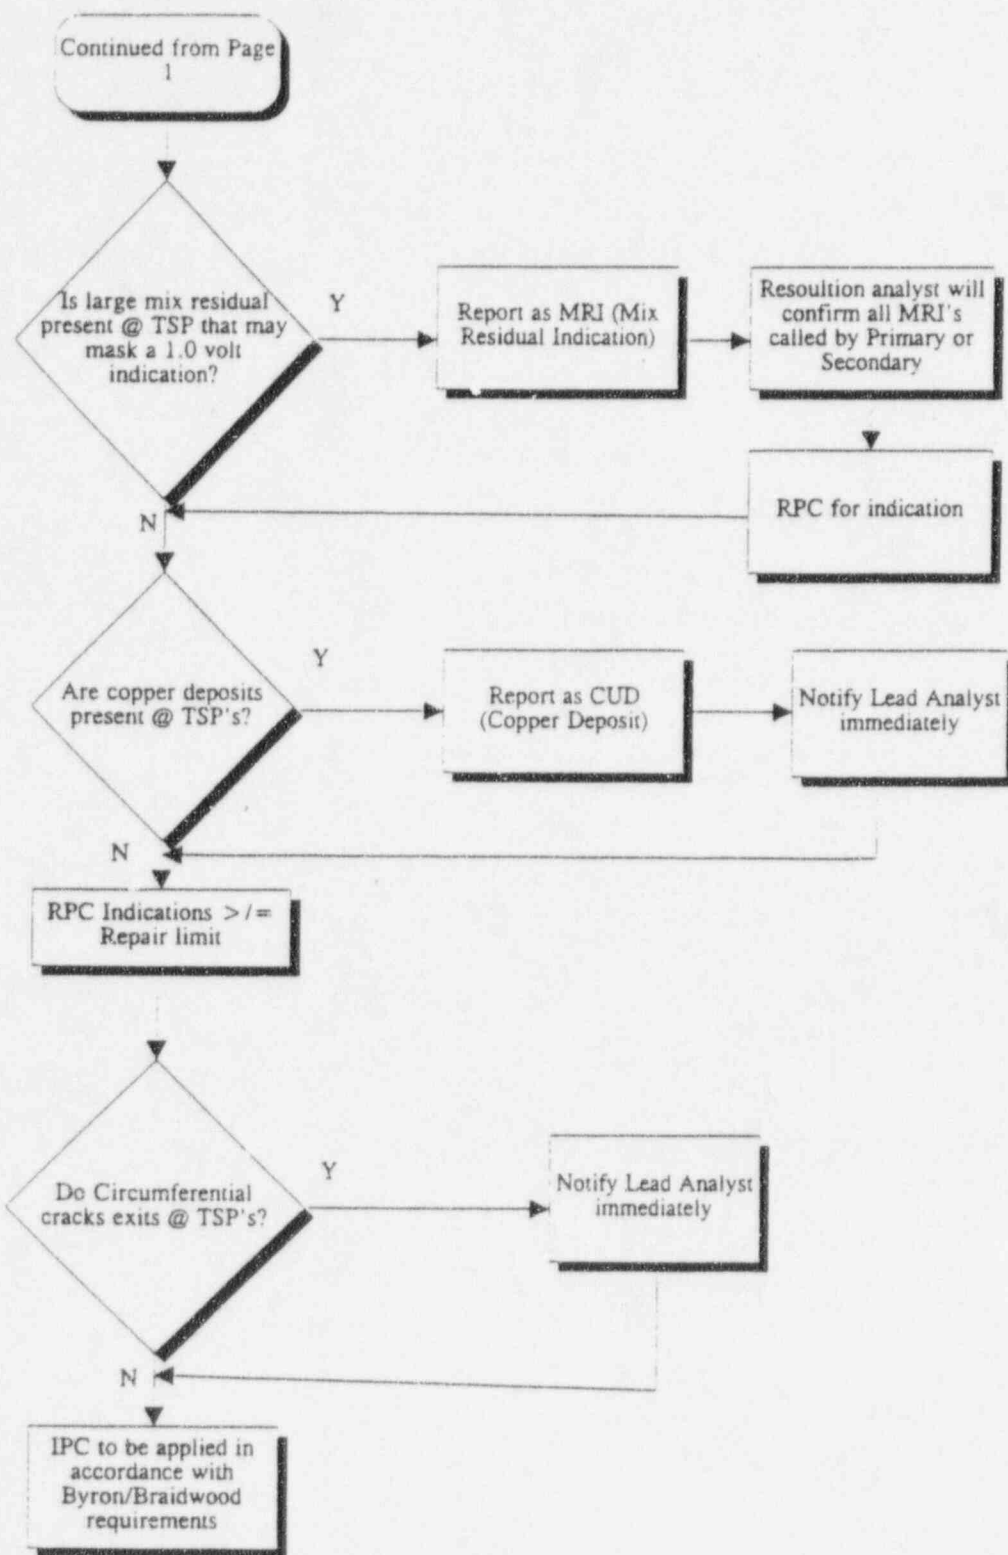 Continued from Page
1
Is large mix residual
present @ TSP that may
mask a 1.0 volt
indication?
Y
Report as MRI (Mix
Residual Indication)
Resoultion analyst will
confirm all MRI's
called by Primary or
Secondary
RPC for indication
N
Are copper deposits
present @ TSP's?
Y
Report as CUD
(Copper Deposit)
Notify Lead Analyst
immediately
N
RPC Indications >/=
Repair limit
Do Circumferential
cracks exits @ TSP's?
Y
Notify Lead Analyst
immediately
N
IPC to be applied in
accordance with
Byron/Braidwood
requirements